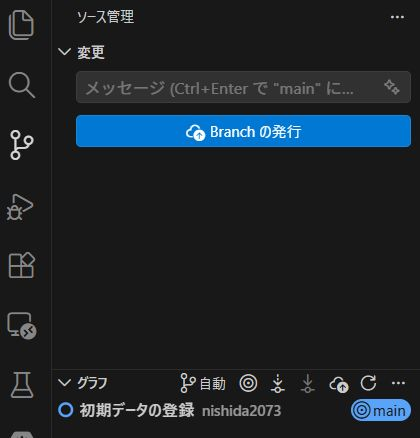 ソース管理
変更
メッセージ (Ctrl+Enter で "main" に...
Branch の発行
グラフ 自動
初期データの登録 nishida2073 main